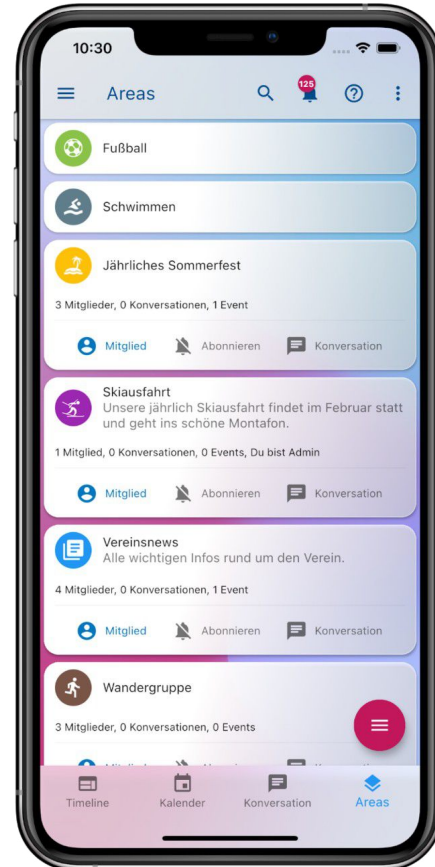 10:30
Areas
125
Fußball
Schwimmen
Jährliches Sommerfest
3 Mitglieder, 0 Konversationen, 1 Event
Mitglied Abonnieren Konversation
Skiausfahrt
Unsere jährlich Skiausfahrt findet im Februar statt
und geht ins schöne Montafon.
1 Mitglied, 0 Konversationen, 0 Events, Du bist Admin
Mitglied Abonnieren Konversation
Vereinsnews
Alle wichtigen Infos rund um den Verein.
4 Mitglieder, 0 Konversationen, 1 Event
Mitglied Abonnieren Konversation
Wandergruppe
3 Mitglieder, 0 Konversationen, 0 Events
Timeline Kalender Konversation Areas